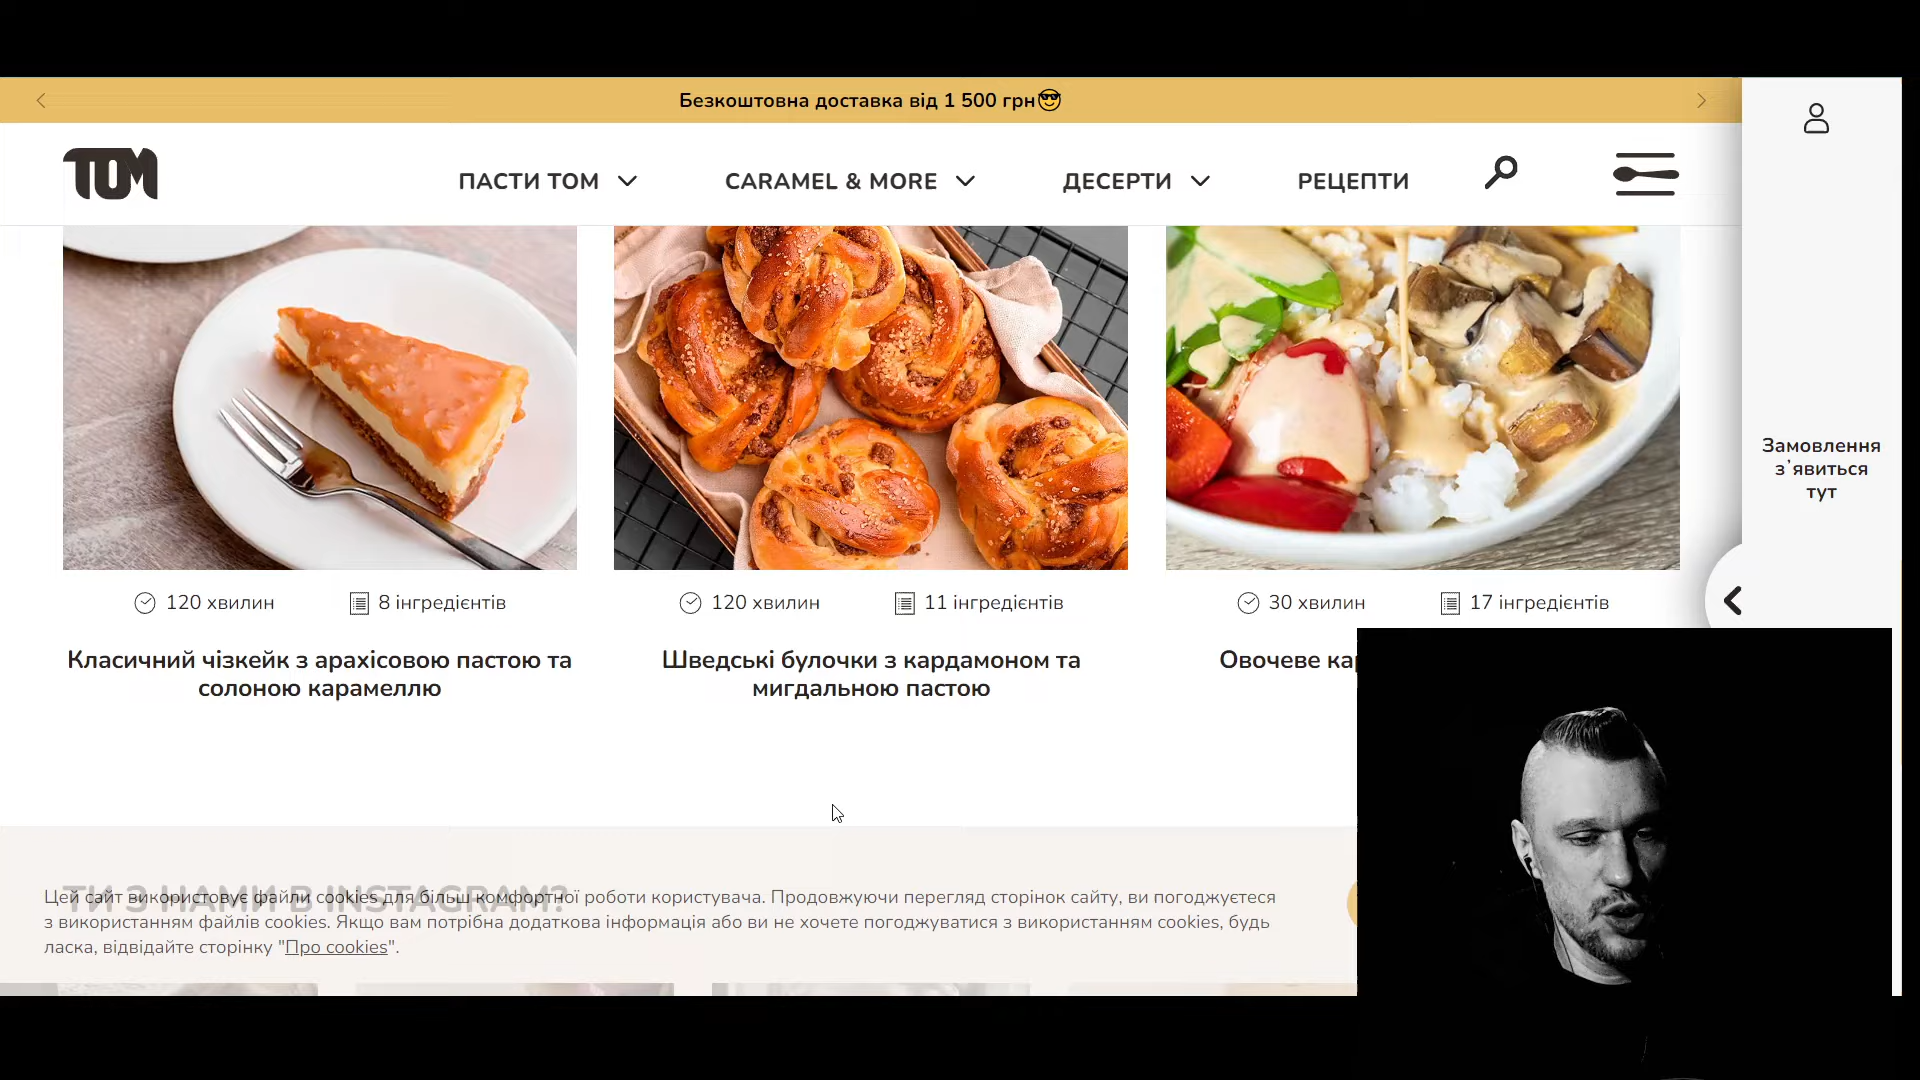 Безкоштовна доставка від 1 500 грн😎
ТОМ
ПАСТИ ТОМ
CARAMEL & MORE
ДЕСЕРТИ
РЕЦЕПТИ
Замовлення
з'явиться
тут
120 хвилин
8 інгредієнтів
120 хвилин
11 інгредієнтів
30 хвилин
17 інгредієнтів
Класичний чізкейк з арахісовою пастою та
солоною карамеллю
Шведські булочки з кардамоном та
мигдальною пастою
Овочеве
ТИ З НАМИ В INSTAGRAM?
Цей сайт використовує файли cookies для більш комфортної роботи користувача. Продовжуючи перегляд сторінок сайту, ви погоджуєтеся
з використанням файлів cookies. Якщо вам потрібна додаткова інформація або ви не хочете погоджуватися з використанням cookies, будь
ласка, відвідайте сторінку "Про cookies".